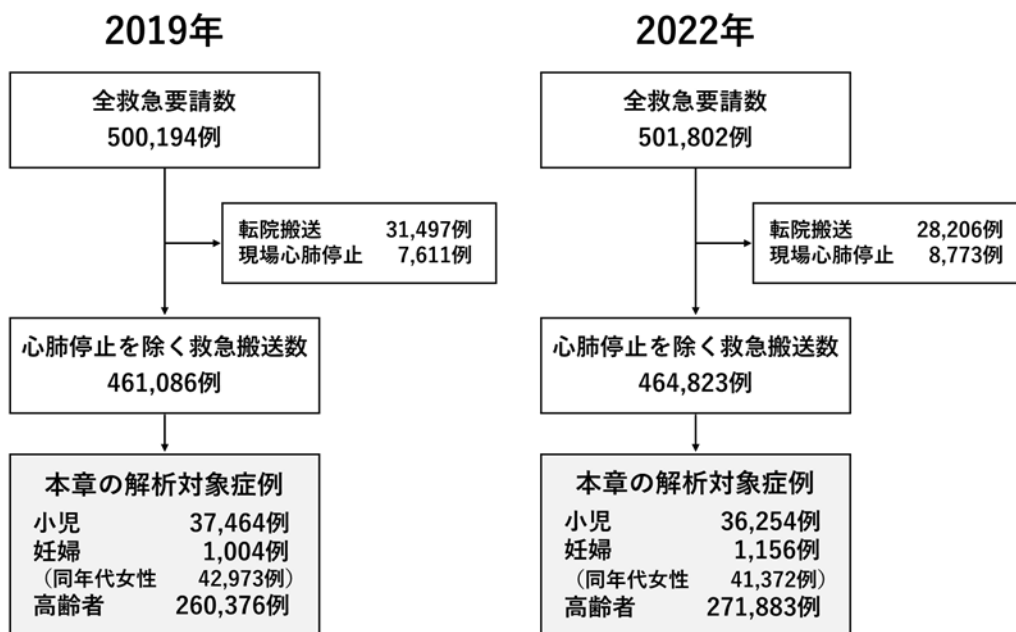 2019年
全救急要請数
500,194例
転院搬送 31,497例
現場心肺停止 7,611例
心肺停止を除く救急搬送数
461,086例
本章の解析対象症例
小児 37,464例
妊婦 1,004例
（同年代女性 42,973例）
高齢者 260,376例
2022年
全救急要請数
501,802例
転院搬送 28,206例
現場心肺停止 8,773例
心肺停止を除く救急搬送数
464,823例
本章の解析対象症例
小児 36,254例
妊婦 1,156例
（同年代女性 41,372例）
高齢者 271,883例